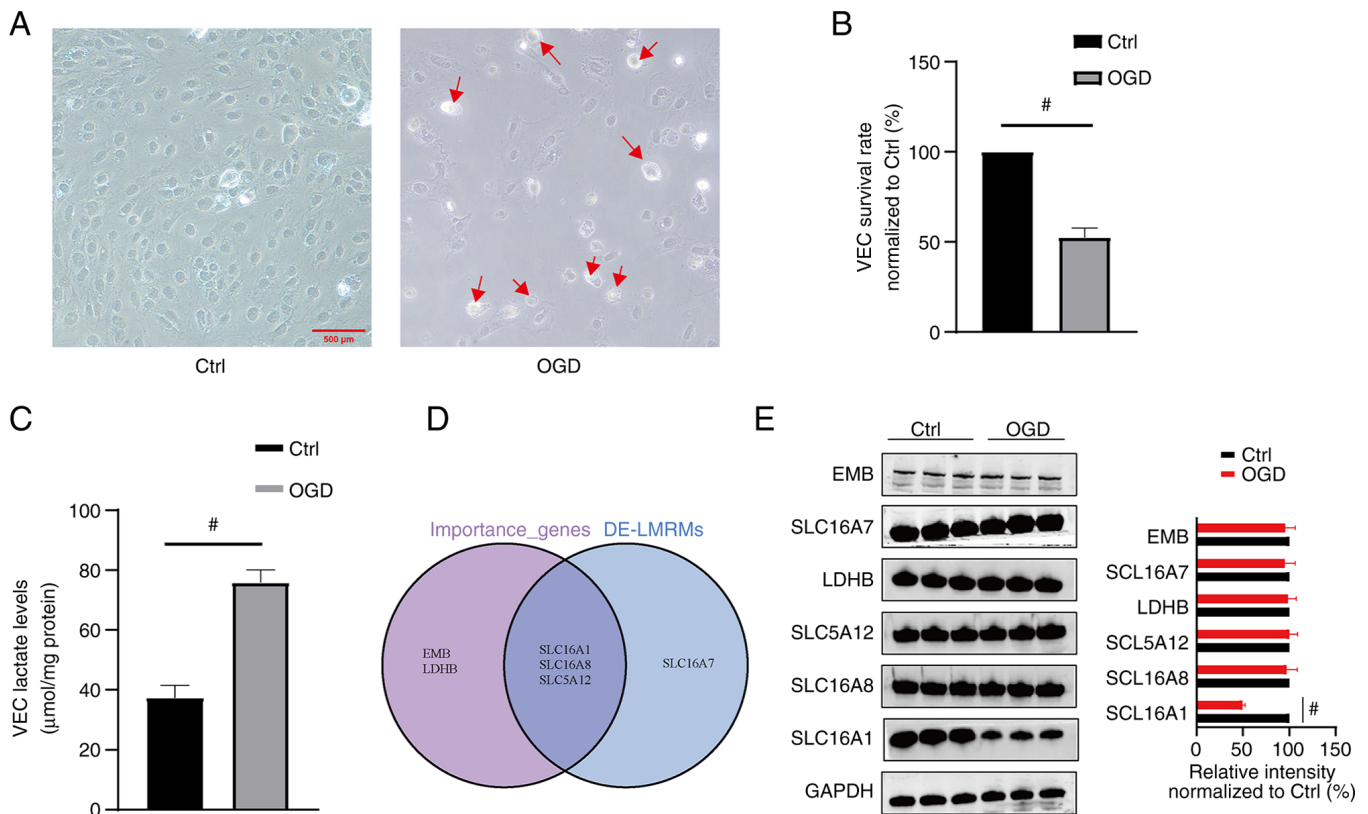 A
500 µm
Ctrl
OGD
B
Ctrl
OGD
VEC survival rate
normalized to Ctrl (%)
150
100
50
0
#
C
Ctrl
OGD
VEC lactate levels
(µmol/mg protein)
100
80
60
40
20
0
#
D
Importance_genes
DE-LMRMs
EMB
LDHB
SLC16A1
SLC16A8
SLC5A12
SLC16A7
E
Ctrl
OGD
EMB
SLC16A7
LDHB
SLC5A12
SLC16A8
SLC16A1
GAPDH
Ctrl
OGD
EMB
SCL16A7
LDHB
SCL5A12
SCL16A8
SCL16A1
#
0
50
100
150
Relative intensity
normalized to Ctrl (%)